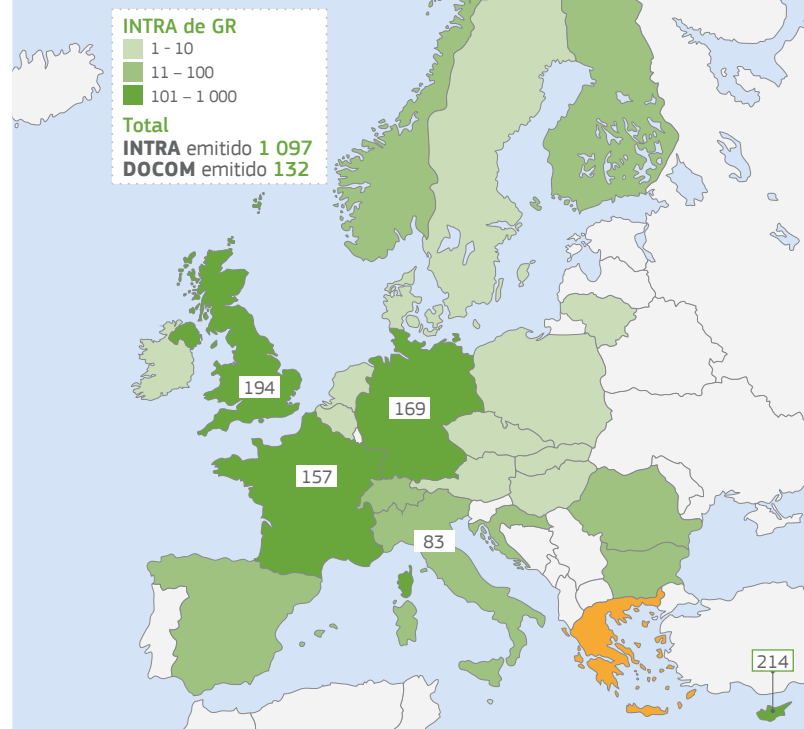 INTRA de GR
1 - 10
11 – 100
101 – 1 000
Total
INTRA emitido 1 097
DOCOM emitido 132
194
169
157
83
214